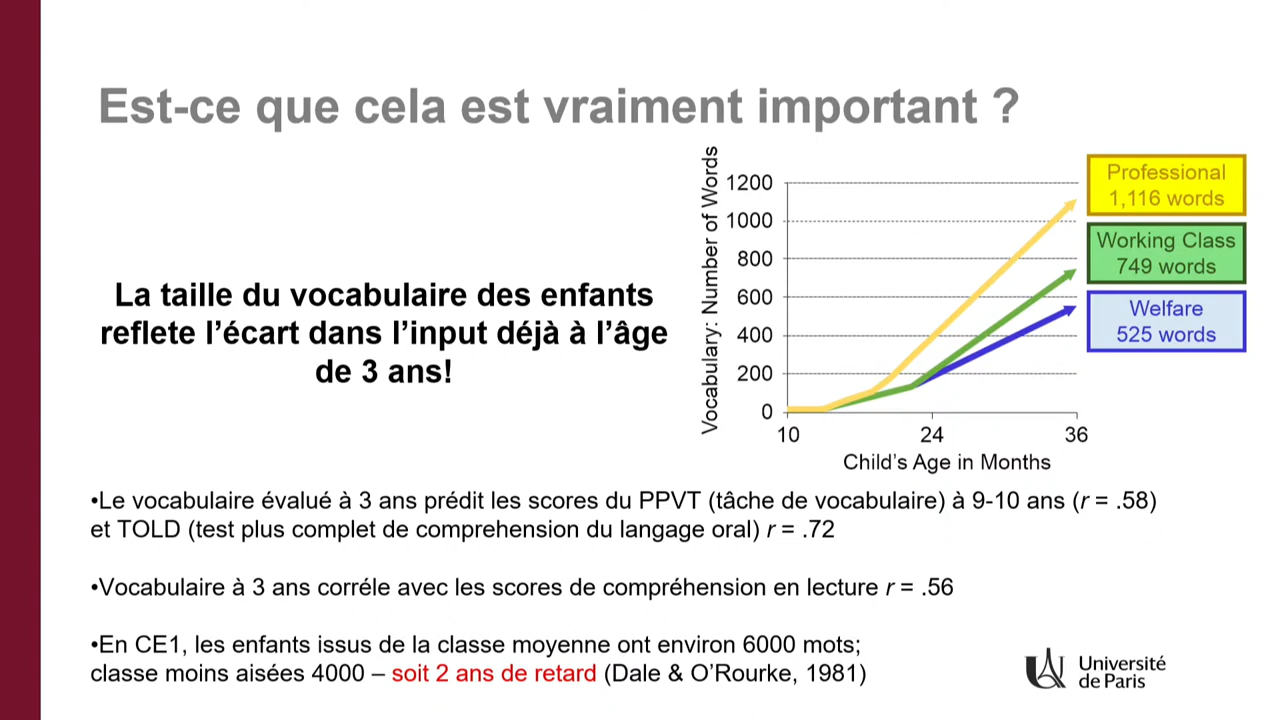 Est-ce que cela est vraiment important ?
La taille du vocabulaire des enfants
reflete l’écart dans l’input déjà à l’âge
de 3 ans!
Vocabulary: Number of Words
1200
1000
800
600
400
200
0
10
24
36
Child’s Age in Months
Professional
1,116 words
Working Class
749 words
Welfare
525 words
•Le vocabulaire évalué à 3 ans prédit les scores du PPVT (tâche de vocabulaire) à 9-10 ans (r = .58)
et TOLD (test plus complet de comprehension du langage oral) r = .72
•Vocabulaire à 3 ans corréle avec les scores de compréhension en lecture r = .56
•En CE1, les enfants issus de la classe moyenne ont environ 6000 mots;
classe moins aisées 4000 – soit 2 ans de retard (Dale & O’Rourke, 1981)
Université
de Paris